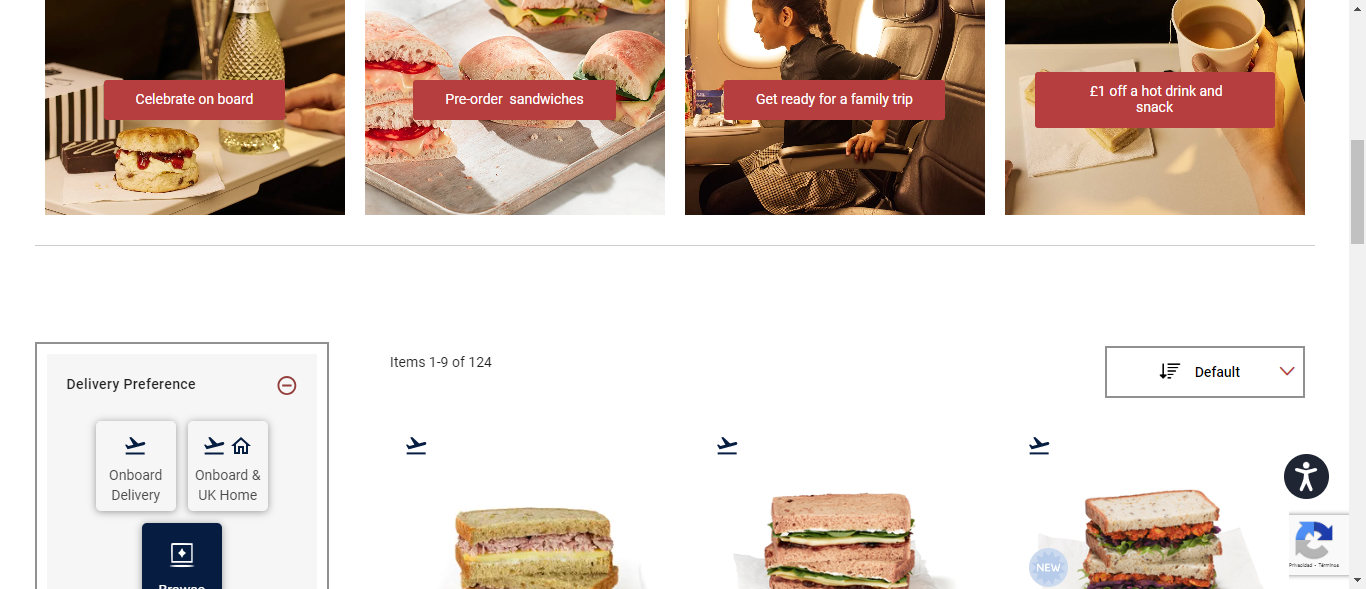 Celebrate on board
Pre-order  sandwiches
Get ready for a family trip
£1 off a hot drink and
snack
Items 1-9 of 124
Default
Delivery Preference
Onboard
Delivery
Onboard &
UK Home
Browse
NEW
Privacidad - Términos